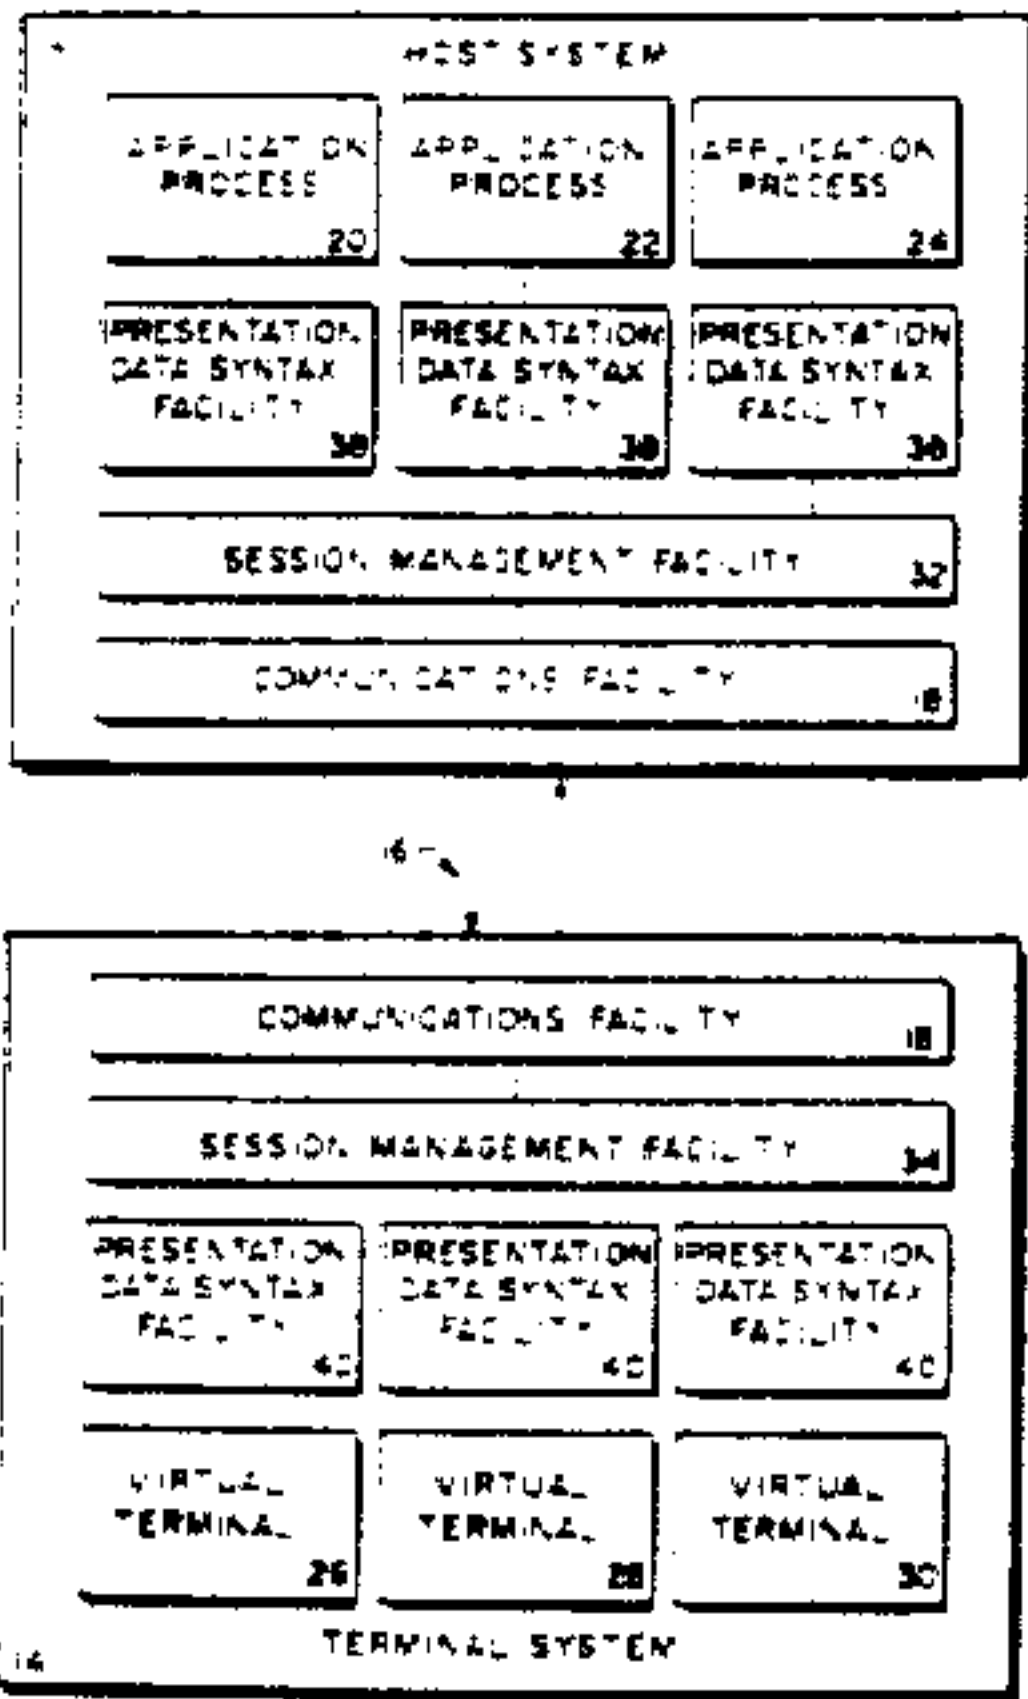 HOST SYSTEM
APPLICATION PROCESS 20
APPLICATION PROCESS 22
APPLICATION PROCESS 24
PRESENTATION DATA SYNTAX FACILITY 38
PRESENTATION DATA SYNTAX FACILITY 38
PRESENTATION DATA SYNTAX FACILITY 38
SESSION MANAGEMENT FACILITY 32
COMMUNICATIONS FACILITY 18
16
COMMUNICATIONS FACILITY 18
SESSION MANAGEMENT FACILITY 34
PRESENTATION DATA SYNTAX FACILITY 40
PRESENTATION DATA SYNTAX FACILITY 40
PRESENTATION DATA SYNTAX FACILITY 40
VIRTUAL TERMINAL 26
VIRTUAL TERMINAL 28
VIRTUAL TERMINAL 30
TERMINAL SYSTEM
14